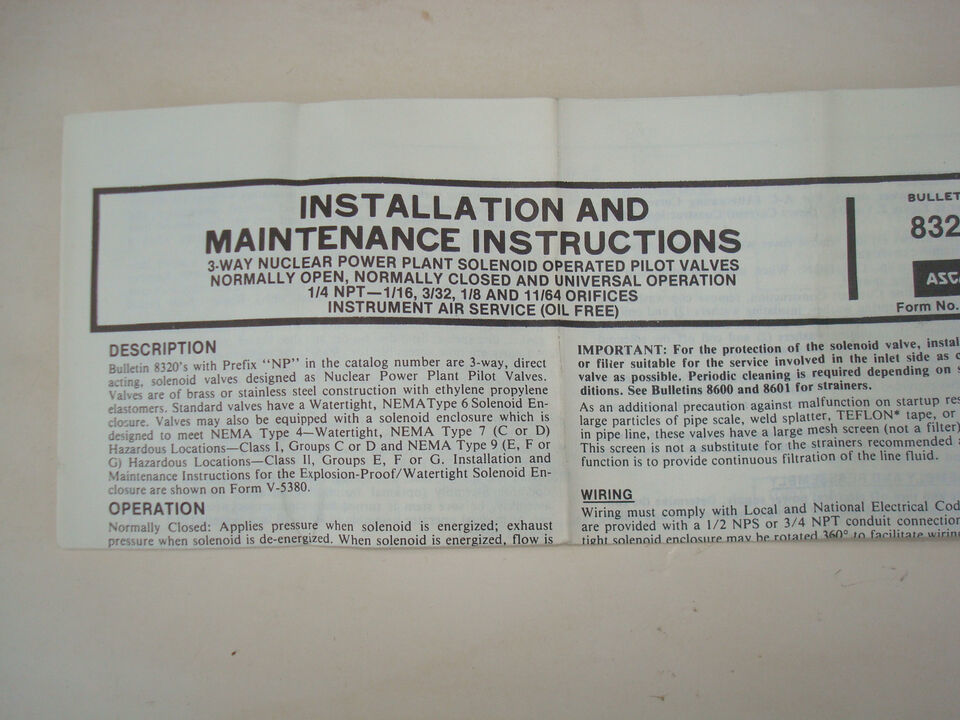 INSTALLATION AND
MAINTENANCE INSTRUCTIONS
3-WAY NUCLEAR POWER PLANT SOLENOID OPERATED PILOT VALVES
NORMALLY OPEN, NORMALLY CLOSED AND UNIVERSAL OPERATION
1/4 NPT—1/16, 3/32, 1/8 AND 11/64 ORIFICES
INSTRUMENT AIR SERVICE (OIL FREE)
BULLET
832
ASC
Form No.
DESCRIPTION
Bulletin 8320's with Prefix "NP" in the catalog number are 3-way, direct
acting, solenoid valves designed as Nuclear Power Plant Pilot Valves.
Valves are of brass or stainless steel construction with ethylene propylene
elastomers. Standard valves have a Watertight, NEMA Type 6 Solenoid En-
closure. Valves may also be equipped with a solenoid enclosure which is
designed to meet NEMA Type 4—Watertight, NEMA Type 7 (C or D)
Hazardous Locations—Class I, Groups C or D and NEMA Type 9 (E, F or
G) Hazardous Locations—Class II, Groups E, F or G. Installation and
Maintenance Instructions for the Explosion-Proof/Watertight Solenoid En-
closure are shown on Form V-5380.
OPERATION
Normally Closed: Applies pressure when solenoid is energized; exhaust
pressure when solenoid is de-energized. When solenoid is energized, flow is
IMPORTANT: For the protection of the solenoid valve, instal
or filter suitable for the service involved in the inlet side as c
valve as possible. Periodic cleaning is required depending on s
ditions. See Bulletins 8600 and 8601 for strainers.
As an additional precaution against malfunction on startup res
large particles of pipe scale, weld splatter, TEFLON* tape, or
in pipe line, these valves have a large mesh screen (not a filter)
This screen is not a substitute for the strainers recommended a
function is to provide continuous filtration of the line fluid.
WIRING
Wiring must comply with Local and National Electrical Cod
are provided with a 1/2 NPS or 3/4 NPT conduit connection
tight solenoid enclosure may be rotated 360° to facilitate wiring